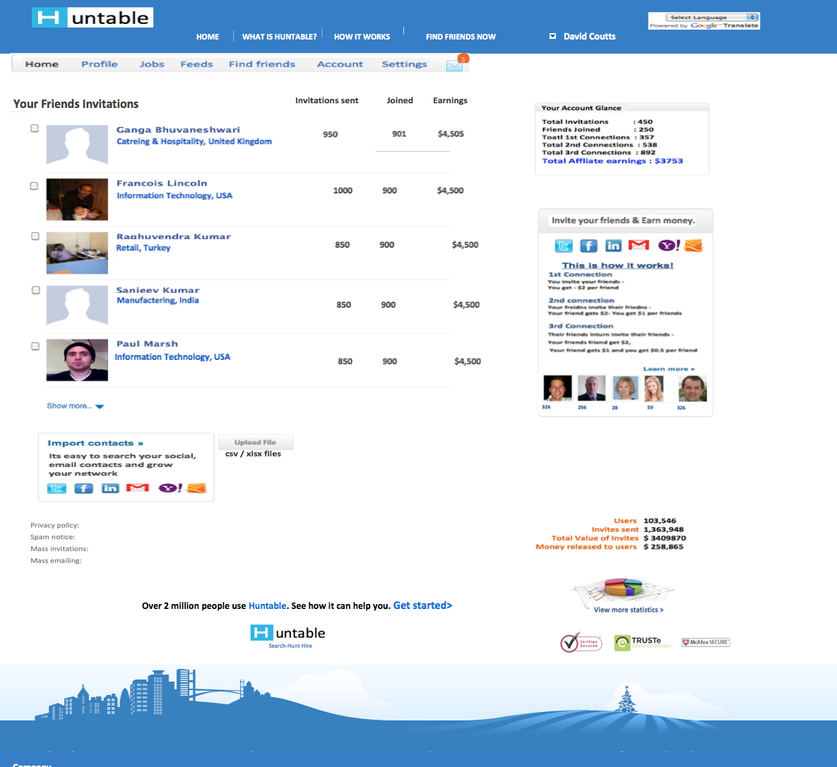 Huntable
Select Language
Powered by Google™ Translate
HOME
WHAT IS HUNTABLE?
HOW IT WORKS
FIND FRIENDS NOW
David Coutts
Home
Profile
Jobs
Feeds
Find friends
Account
Settings
3
Your Friends Invitations
Invitations sent
Joined
Earnings
Ganga Bhuvaneshwari
Catreing & Hospitality, United Kingdom
950
901
$4,505
Francois Lincoln
Information Technology, USA
1000
900
$4,500
Raghuvendra Kumar
Retail, Turkey
850
900
$4,500
Sanjeev Kumar
Manufactering, India
850
900
$4,500
Paul Marsh
Information Technology, USA
850
900
$4,500
Show more...
Import contacts »
Its easy to search your social,
email contacts and grow
your network
Upload File
csv / xlsx files
Your Account Glance
Total Invitations : 450
Friends Joined : 250
Toatl 1st Connections : 357
Total 2nd Connections : 538
Total 3rd Connections : 892
Total Affliate earnings : $3753
Invite your friends & Earn money.
This is how it works!
1st Connection
You invite your friends -
You get - $2 per friend
2nd connection
Your freidns invite their friedns -
Your friend gets $2- You get $1 per friends
3rd Connection
Their friends inturn invite their friends -
Your friends friend get $2,
Your friend gets $1 and you get $0.5 per friend
Learn more »
326
256
28
59
326
Privacy policy:
Spam notice:
Mass invitations:
Mass emailing:
Users 103,546
Invites sent 1,363,948
Total Value of Invites $ 3409870
Money released to users $ 258,865
View more statistics >
Over 2 million people use Huntable. See how it can help you. Get started>
Huntable
Search-Hunt-Hire
VeriSign
Secured
TRUSTe
McAfee SECURE